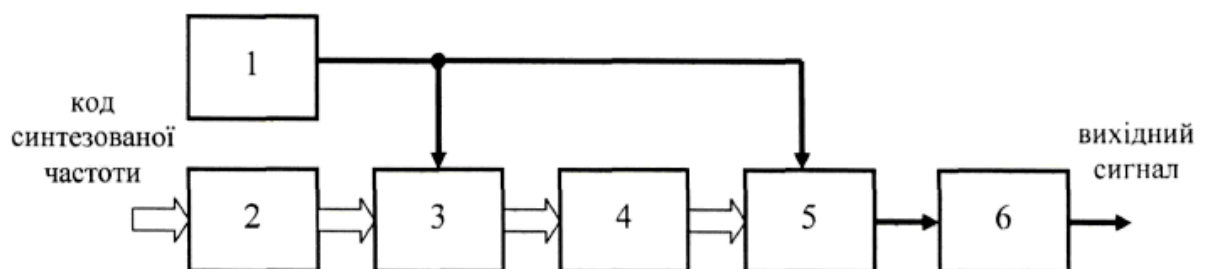 1
код
синтезованої
частоти
вихідний
сигнал
2
3
4
5
6